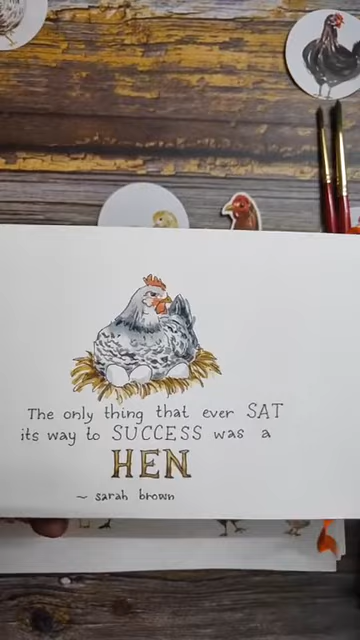 The only thing that ever SAT
its way to SUCCESS was a
HEN
~ sarah brown